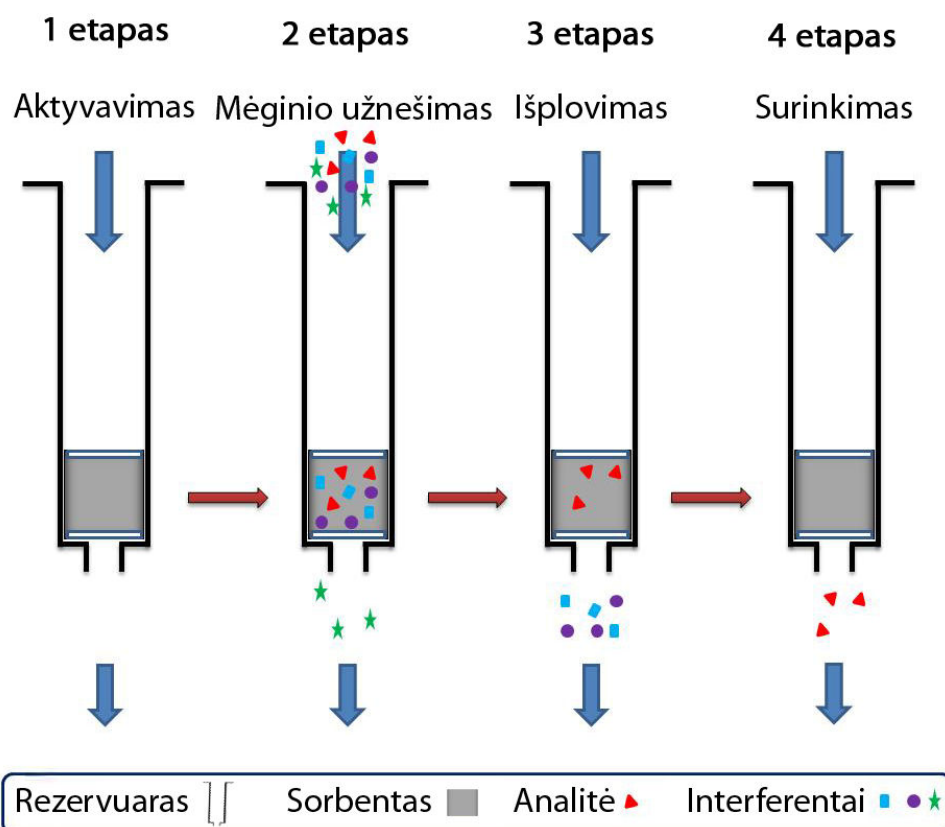 1 etapas 2 etapas 3 etapas 4 etapas
Aktyvavimas Mėginio užnešimas Išplovimas Surinkimas
Rezervuaras Sorbentas Analitė Interferentai